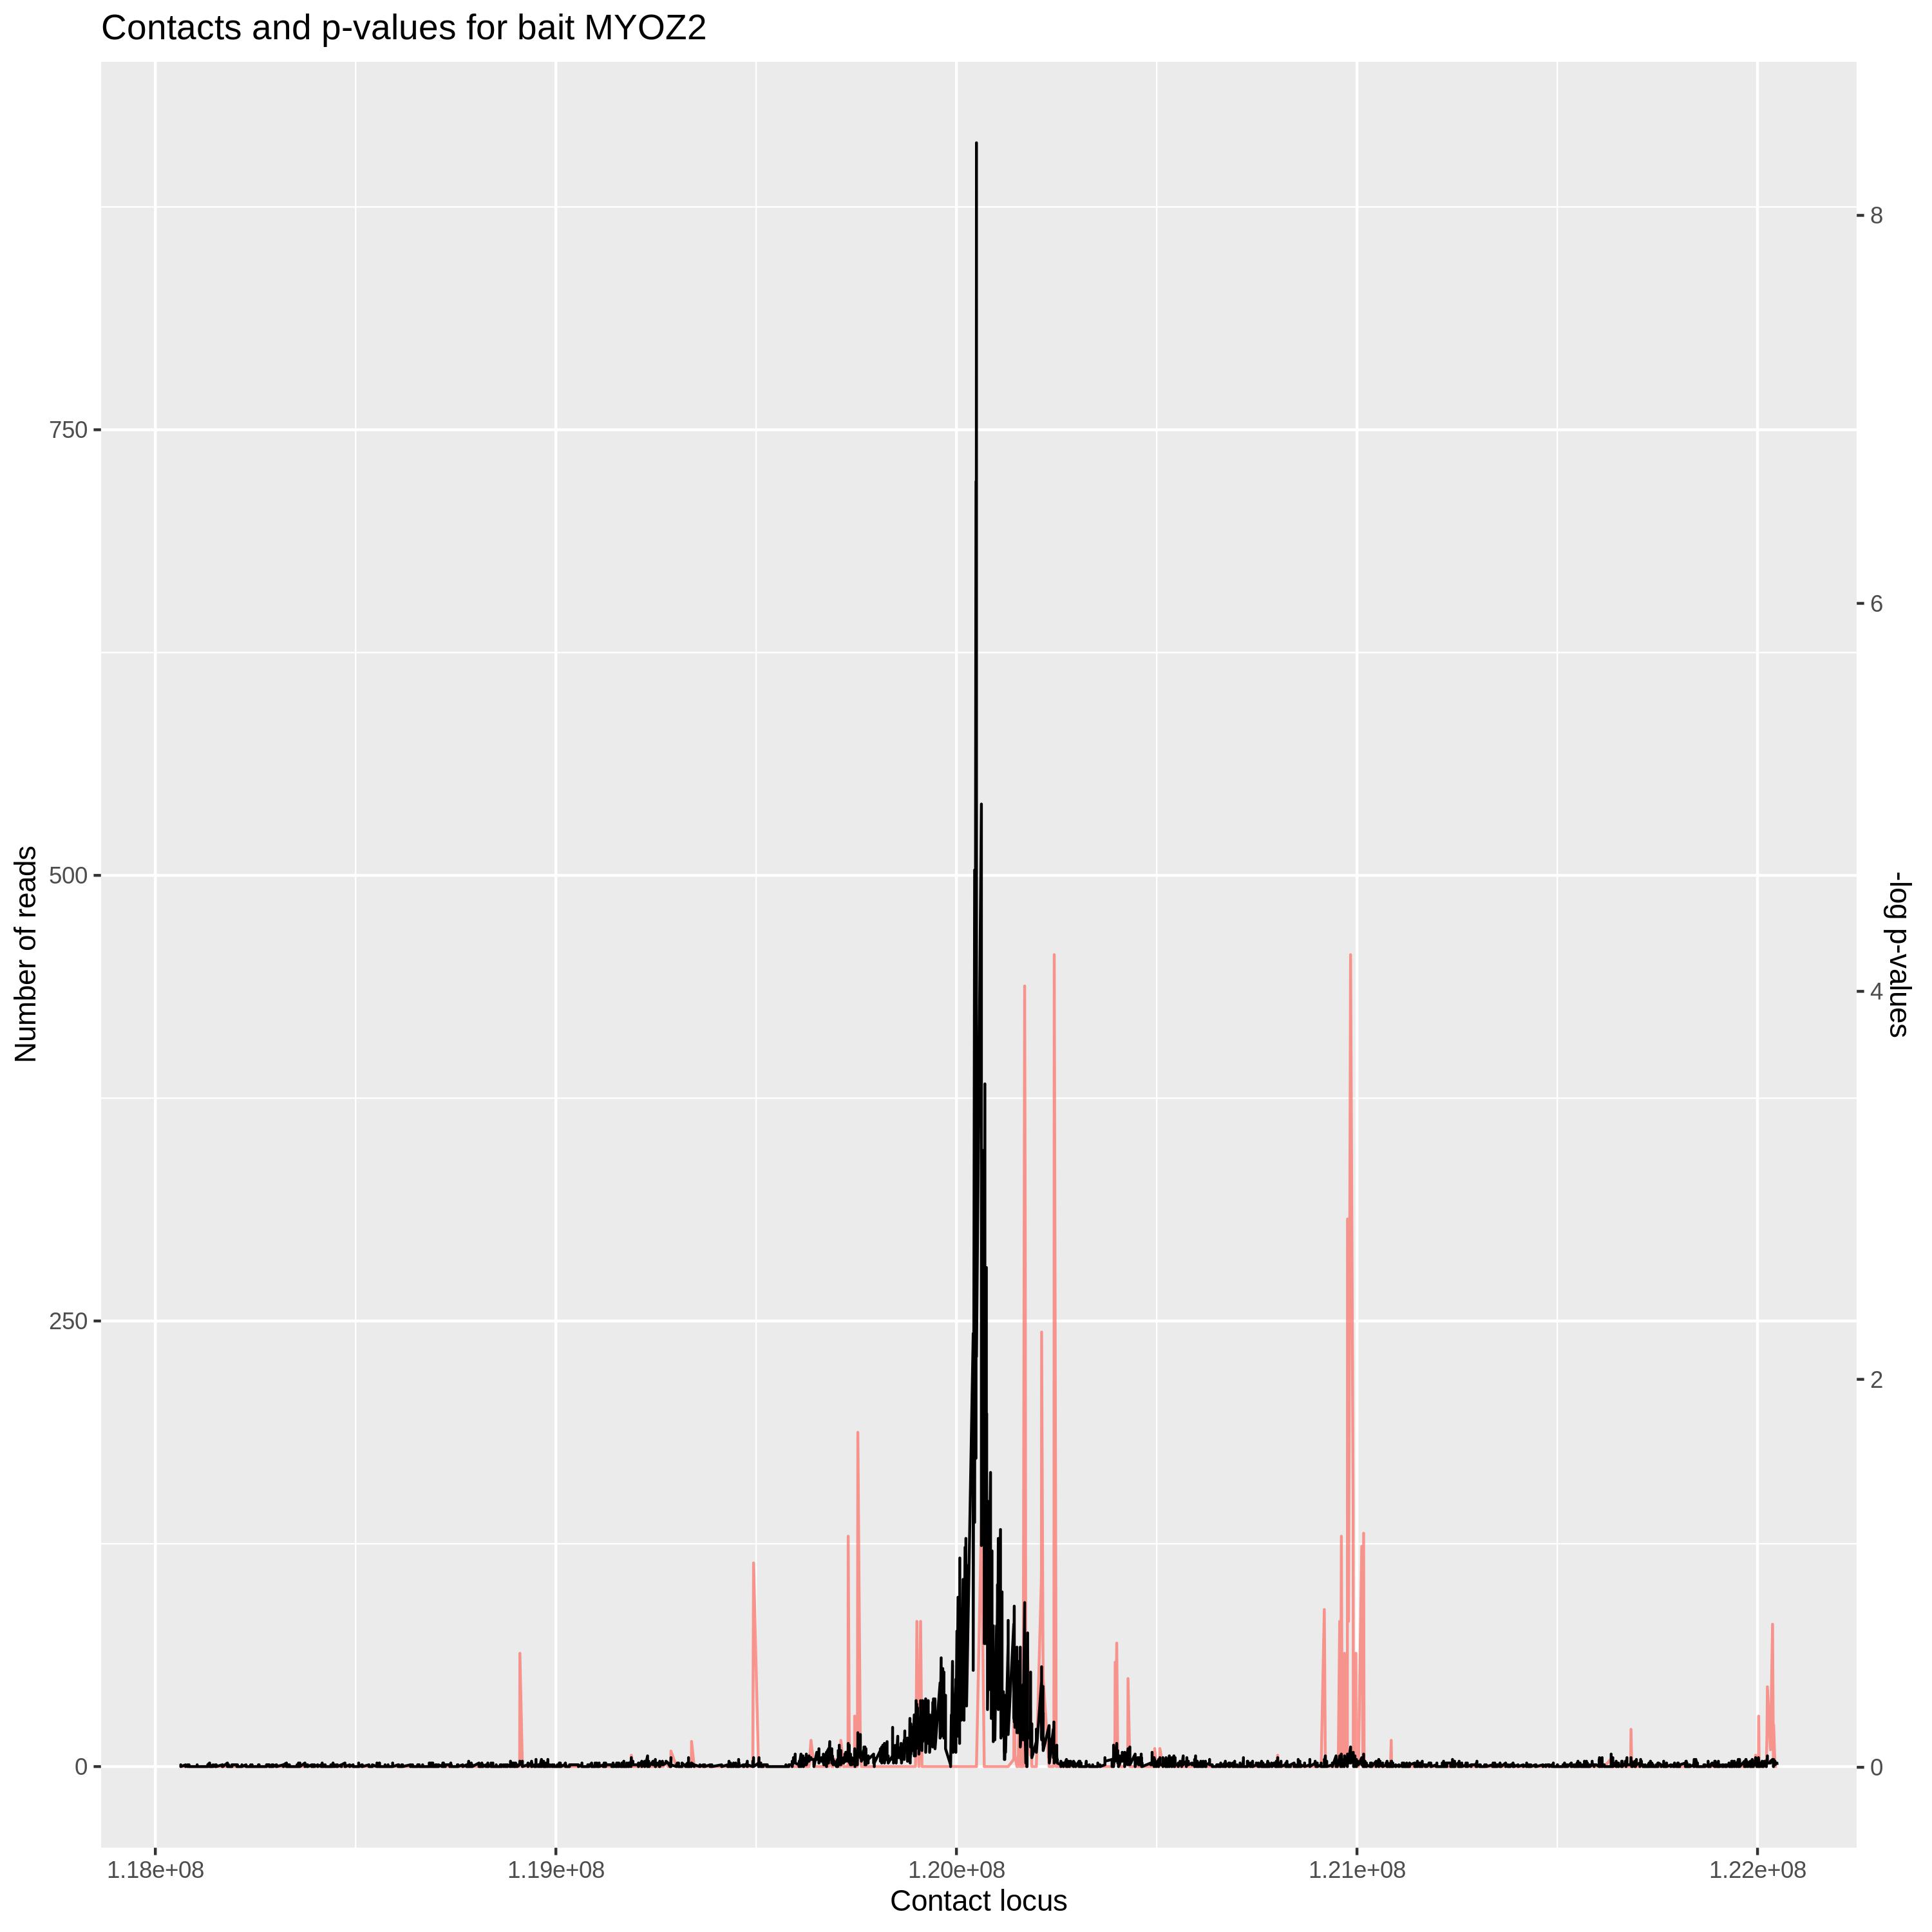 Contacts and p-values for bait MYOZ2
8
750
6
500
Number of reads
-log p-values
4
250
2
0
0
1.18e+08
1.19e+08
1.20e+08
1.21e+08
1.22e+08
Contact locus